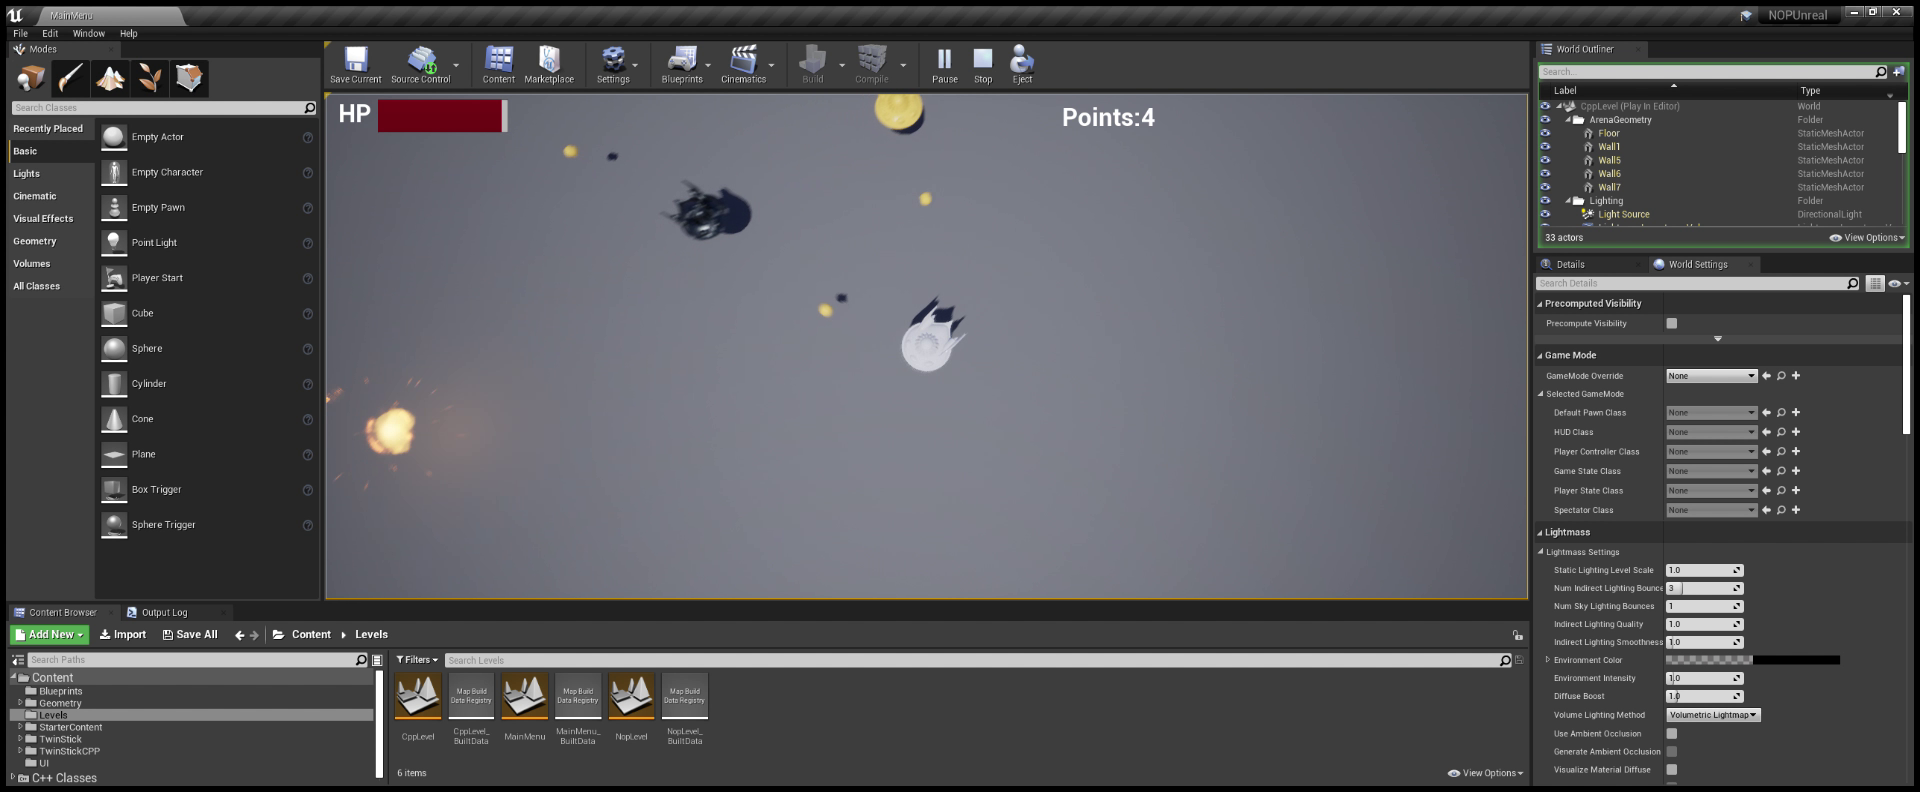 MainMenu
NOPUnreal
File Edit Window Help
Modes
Search Classes
Recently Placed
Basic
Lights
Cinematic
Visual Effects
Geometry
Volumes
All Classes
Empty Actor
Empty Character
Empty Pawn
Point Light
Player Start
Cube
Sphere
Cylinder
Cone
Plane
Box Trigger
Sphere Trigger
Save Current Source Control Content Marketplace Settings Blueprints Cinematics Build Compile Pause Stop Eject
HP
Points:4
World Outliner
Search...
Label Type
CppLevel (Play In Editor) World
ArenaGeometry Folder
Floor StaticMeshActor
Wall1 StaticMeshActor
Wall5 StaticMeshActor
Wall6 StaticMeshActor
Wall7 StaticMeshActor
Lighting Folder
Light Source DirectionalLight
33 actors View Options
Details World Settings
Search Details
Precomputed Visibility
Precompute Visibility
Game Mode
GameMode Override None
Selected GameMode
Default Pawn Class None
HUD Class None
Player Controller Class None
Game State Class None
Player State Class None
Spectator Class None
Lightmass
Lightmass Settings
Static Lighting Level Scale 1.0
Num Indirect Lighting Bounce 3
Num Sky Lighting Bounces 1
Indirect Lighting Quality 1.0
Indirect Lighting Smoothness 1.0
Environment Color
Environment Intensity 1.0
Diffuse Boost 1.0
Volume Lighting Method Volumetric Lightmap
Use Ambient Occlusion
Generate Ambient Occlusion
Visualize Material Diffuse
Content Browser Output Log
Add New Import Save All Content Levels
Search Paths
Content
Blueprints
Geometry
Levels
StarterContent
TwinStick
TwinStickCPP
UI
C++ Classes
Filters Search Levels
Map Build
Data Registry
Map Build
Data Registry
Map Build
Data Registry
CppLevel
CppLevel_
BuiltData
MainMenu
MainMenu_
BuiltData
NopLevel
NopLevel_
BuiltData
6 items View Options